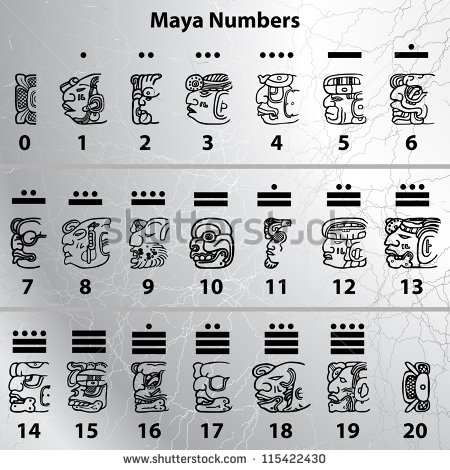 Maya Numbers
0 1 2 3 4 5 6
shutterstock
7 8 9 10 11 12 13
14 15 16 17 18 19 20
www.shutterstock.com · 115422430